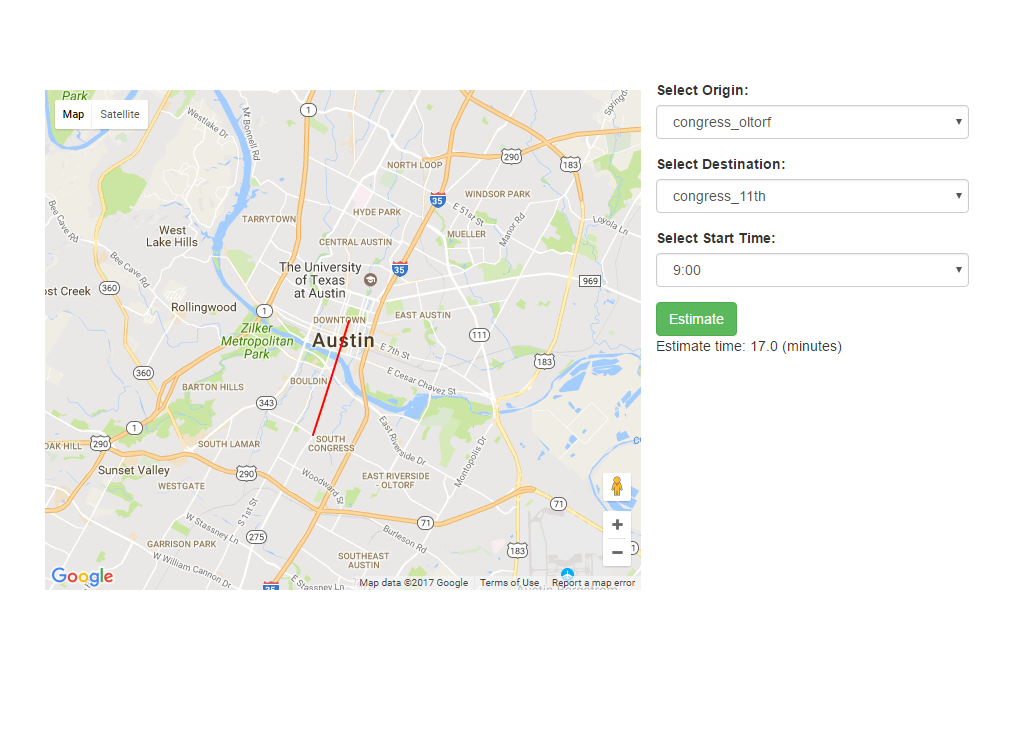 Park
Map Satellite
Westlake Dr
Mt Bonnell Rd
1
Springd
290
183
NORTH LOOP
35
WINDSOR PARK
E 51st St
Manor Rd
Loyola Ln
Bee Cave Rd
TARRYTOWN
HYDE PARK
MUELLER
West
Lake Hills
CENTRAL AUSTIN
Bee Cave Rd
The University
of Texas
at Austin
35
969
ost Creek
360
Rollingwood
1
DOWNTOWN
EAST AUSTIN
Zilker
Metropolitan
Park
Austin
111
E 7th St
183
360
BARTON HILLS
BOULDIN
E Cesar Chavez St
343
1
OAK HILL
290
SOUTH LAMAR
SOUTH
CONGRESS
East Riverside Dr
Montopolis Dr
Sunset Valley
290
WESTGATE
Woodward St
EAST RIVERSIDE
- OLTORF
S 1st St
71
W Stassney Ln
71
Burleson Rd
275
GARRISON PARK
183
1
W William Cannon Dr
SOUTHEAST
AUSTIN
E Stassney Ln
35
+
−
Google
Map data ©2017 Google Terms of Use Report a map error
Select Origin:
congress_oltorf
Select Destination:
congress_11th
Select Start Time:
9:00
Estimate
Estimate time: 17.0 (minutes)